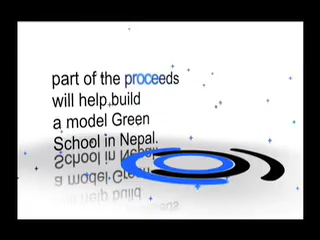 part of the proceeds
will help build
a model Green
School in Nepal.